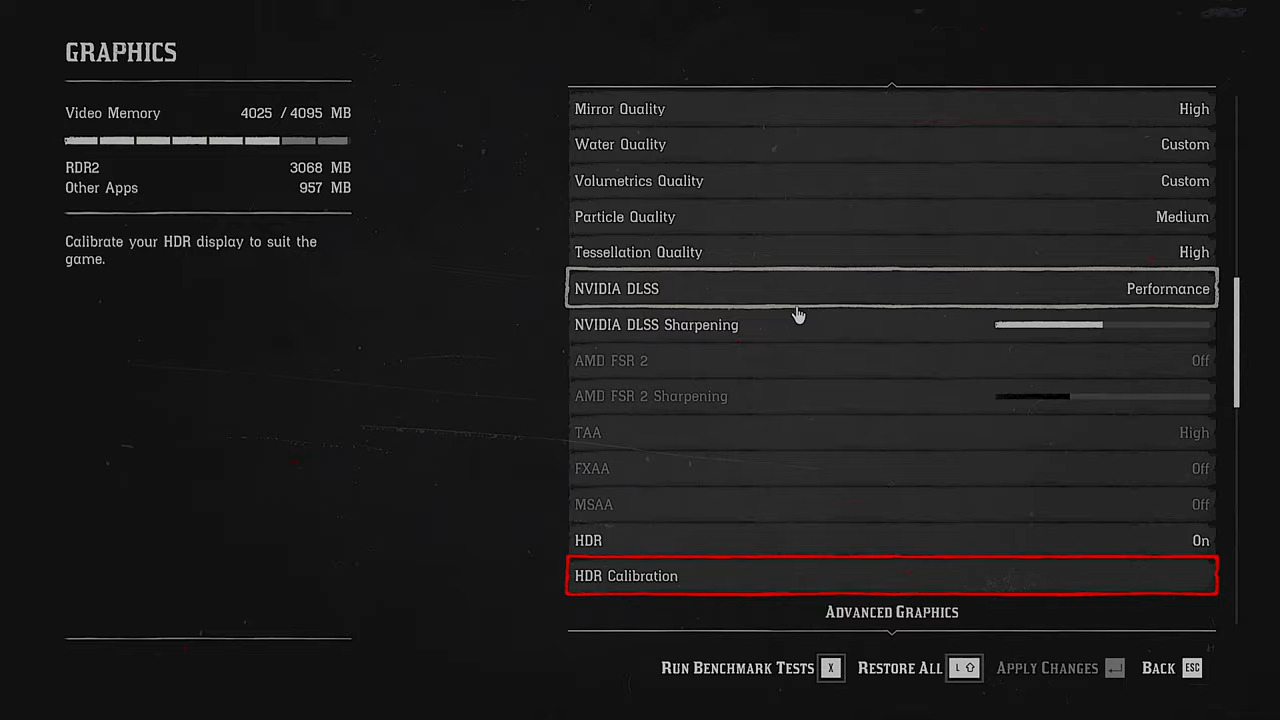 GRAPHICS
Video Memory 4025 / 4095 MB
RDR2 3068 MB
Other Apps 957 MB
Calibrate your HDR display to suit the
game.
Mirror Quality High
Water Quality Custom
Volumetrics Quality Custom
Particle Quality Medium
Tessellation Quality High
NVIDIA DLSS Performance
NVIDIA DLSS Sharpening
AMD FSR 2 Off
AMD FSR 2 Sharpening
TAA High
FXAA Off
MSAA Off
HDR On
HDR Calibration
ADVANCED GRAPHICS
RUN BENCHMARK TESTS X RESTORE ALL L⇧ APPLY CHANGES ↵ BACK ESC